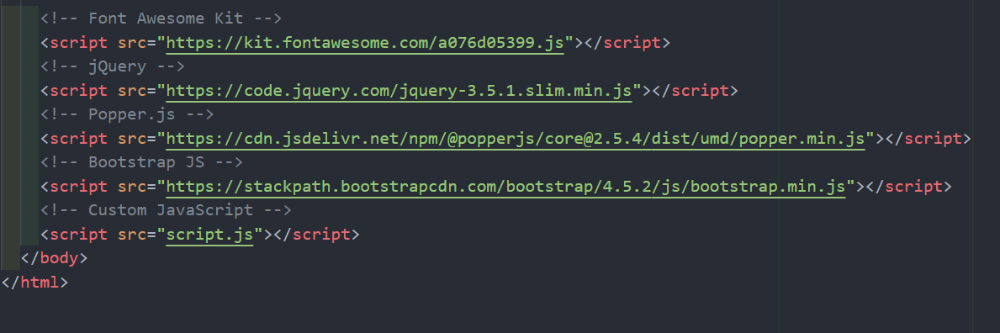 <!-- Font Awesome Kit -->
<script src="https://kit.fontawesome.com/a076d05399.js"></script>
<!-- jQuery -->
<script src="https://code.jquery.com/jquery-3.5.1.slim.min.js"></script>
<!-- Popper.js -->
<script src="https://cdn.jsdelivr.net/npm/@popperjs/core@2.5.4/dist/umd/popper.min.js"></script>
<!-- Bootstrap JS -->
<script src="https://stackpath.bootstrapcdn.com/bootstrap/4.5.2/js/bootstrap.min.js"></script>
<!-- Custom JavaScript -->
<script src="script.js"></script>
</body>
</html>